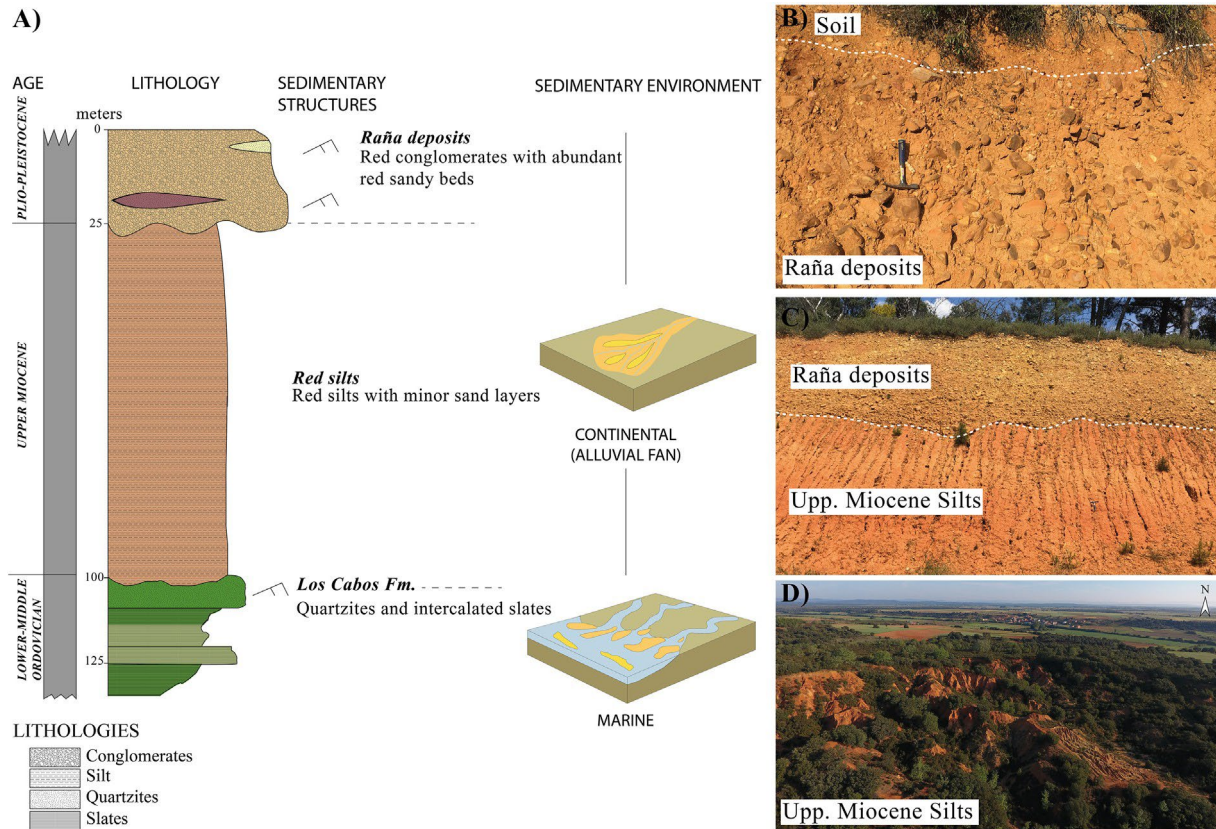 A)
AGE
LITHOLOGY
SEDIMENTARY
STRUCTURES
SEDIMENTARY ENVIRONMENT
meters
0
25
100
125
PLIO-PLEISTOCENE
UPPER MIOCENE
LOWER-MIDDLE
ORDOVICIAN
Raña deposits
Red conglomerates with abundant
red sandy beds
Red silts
Red silts with minor sand layers
Los Cabos Fm.
Quartzites and intercalated slates
CONTINENTAL
(ALLUVIAL FAN)
MARINE
LITHOLOGIES
Conglomerates
Silt
Quartzites
Slates
B)
Soil
Raña deposits
C)
Raña deposits
Upp. Miocene Silts
D)
N
Upp. Miocene Silts